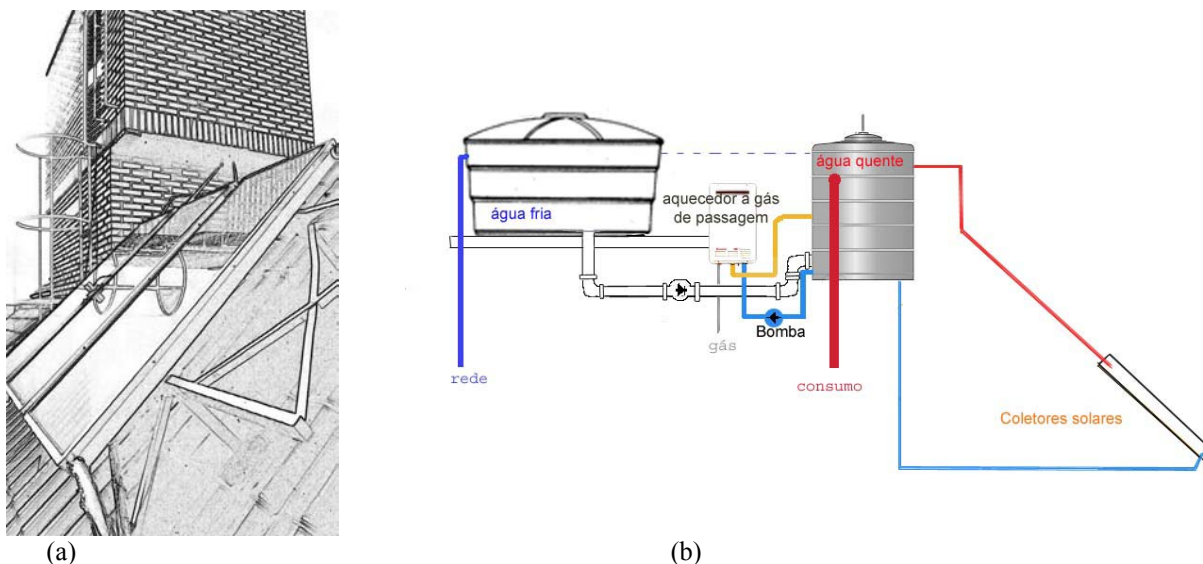 água quente
aquecedor a gás
de passagem
água fria
Bomba
gás
rede
consumo
Coletores solares
(a)
(b)